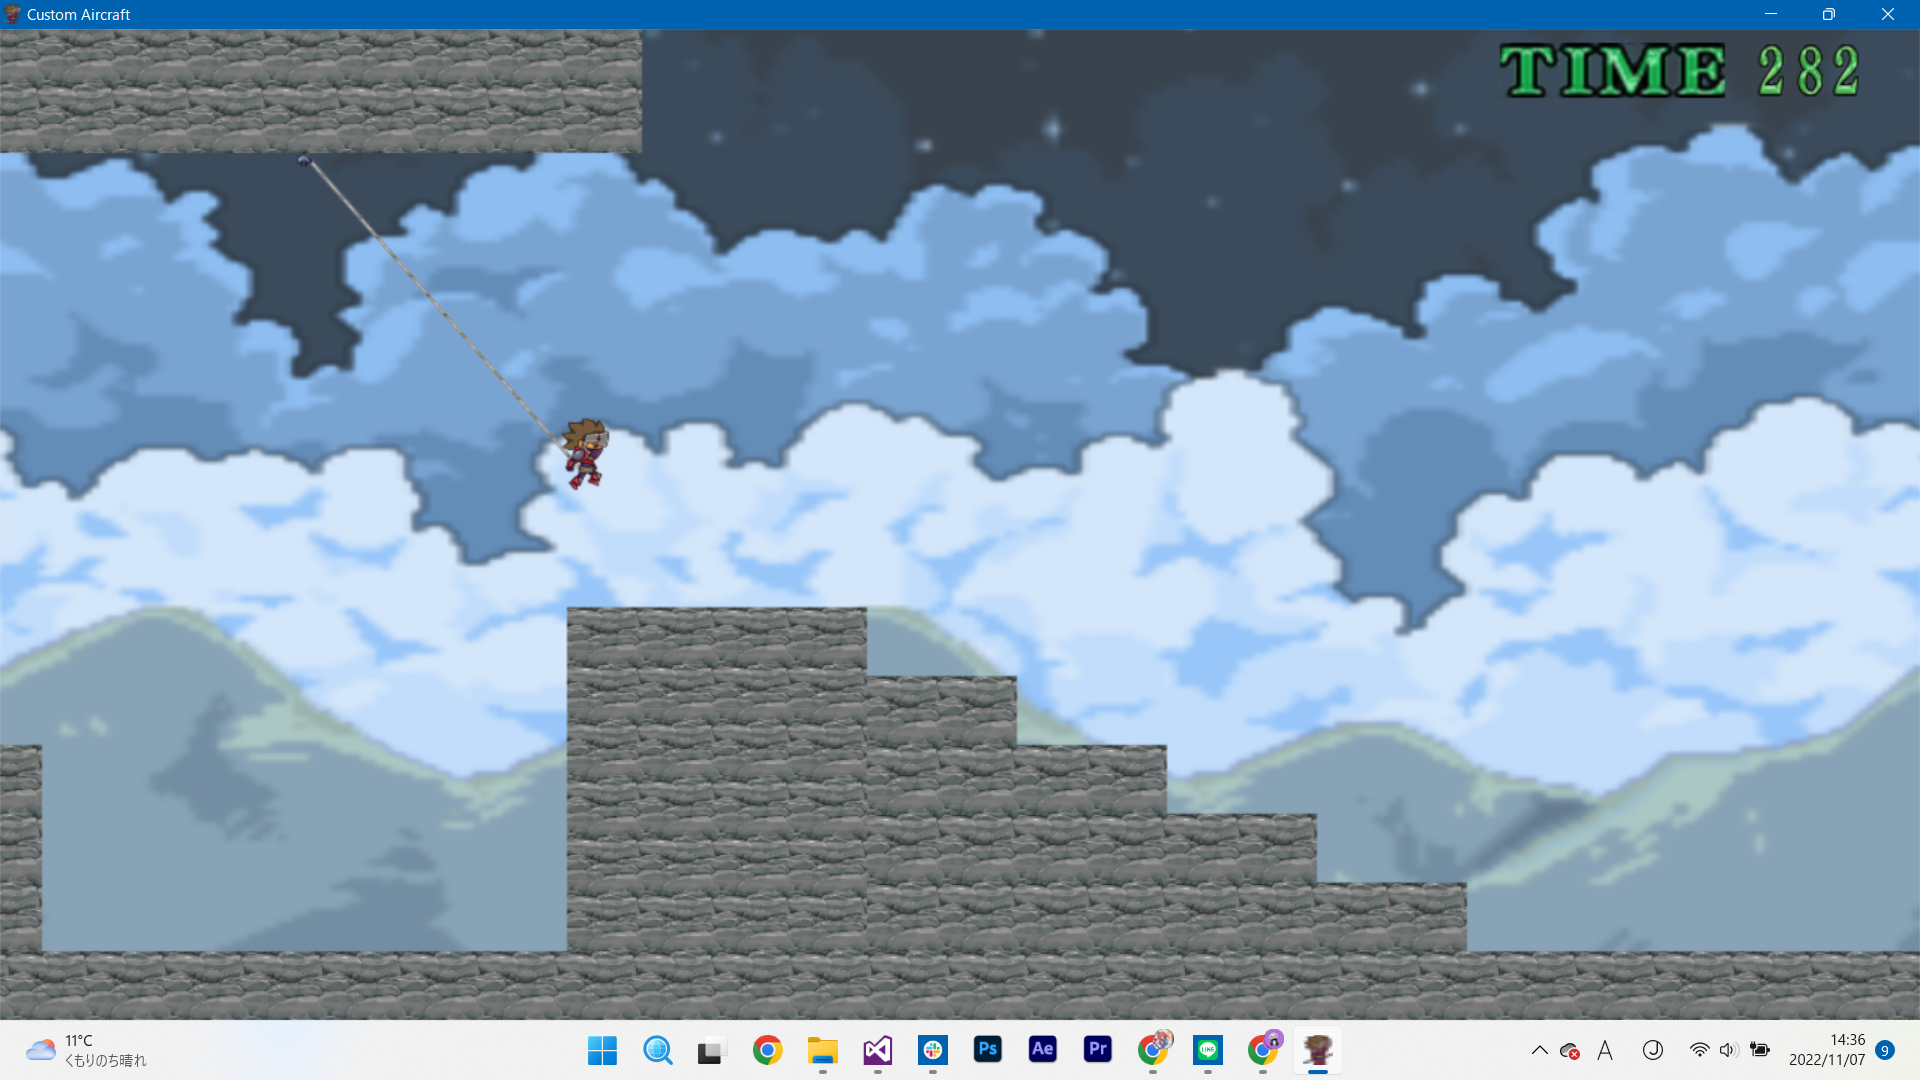 Custom Aircraft
TIME 282
11°C
くもりのち晴れ
Ps
Ae
Pr
LINE
A
J
14:36
2022/11/07
9